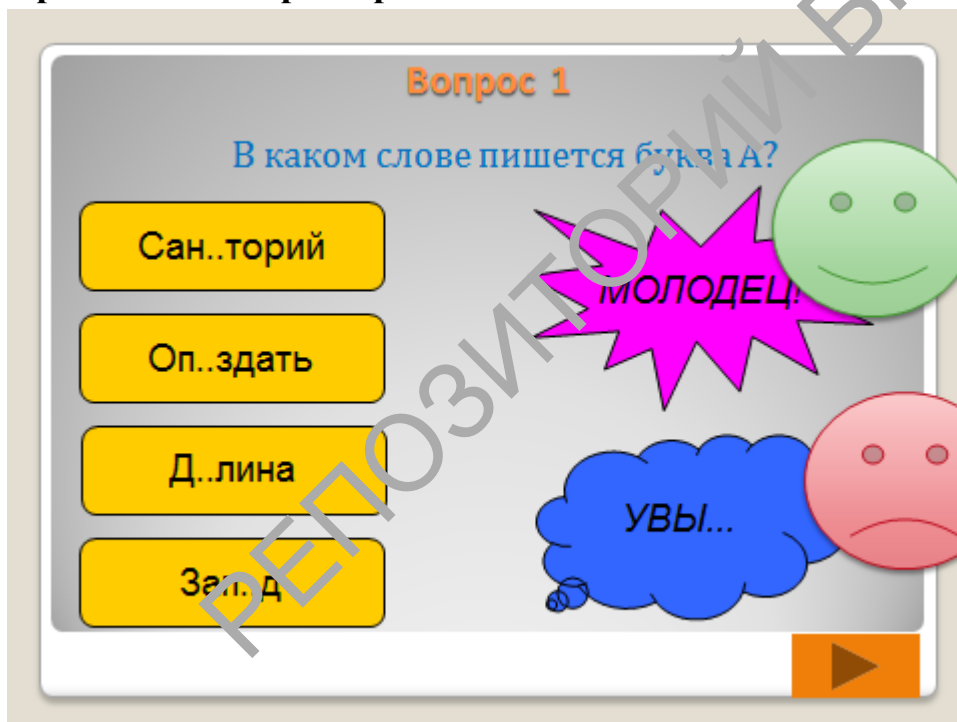 Вопрос 1
В каком слове пишется буква А?
Сан..торий
Оп..здать
Д..лина
Зап..д
МОЛОДЕЦ!
УВЫ...
РЕПОЗИТОРИЙ